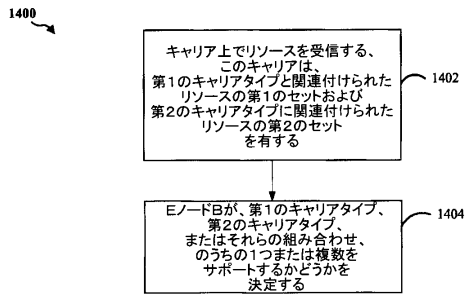 1400
キャリア上でリソースを受信する、
このキャリアは、
第1のキャリアタイプと関連付けられた
リソースの第1のセットおよび
第2のキャリアタイプに関連付けられた
リソースの第2のセット
を有する
1402
EノードBが、第1のキャリアタイプ、
第2のキャリアタイプ、
またはそれらの組み合わせ、
のうちの1つまたは複数を
サポートするかどうかを
決定する
1404